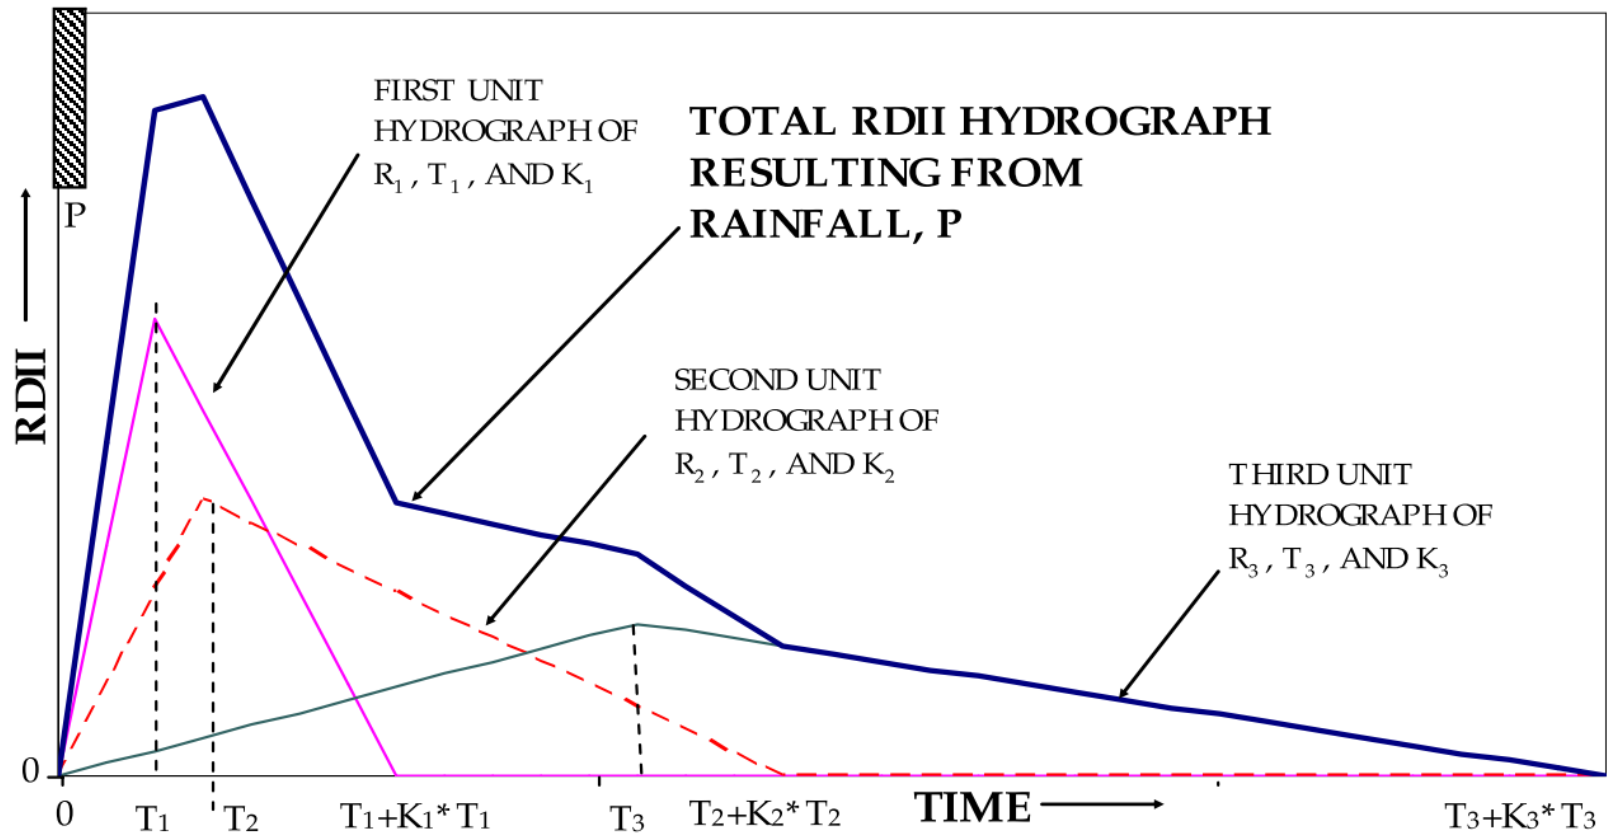 FIRST UNIT
HYDROGRAPH OF
R₁, T₁, AND K₁
TOTAL RDII HYDROGRAPH
RESULTING FROM
RAINFALL, P
P
RDII
SECOND UNIT
HYDROGRAPH OF
R₂, T₂, AND K₂
THIRD UNIT
HYDROGRAPH OF
R₃, T₃, AND K₃
0
0 T₁ T₂ T₁+K₁*T₁ T₃ T₂+K₂*T₂ TIME T₃+K₃*T₃